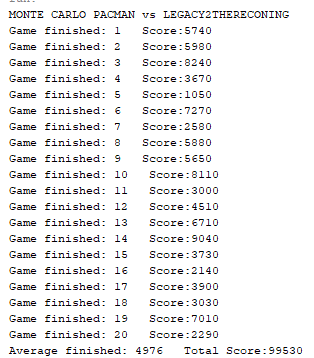 run:
MONTE CARLO PACMAN vs LEGACY2THERECONING
Game finished: 1   Score:5740
Game finished: 2   Score:5980
Game finished: 3   Score:8240
Game finished: 4   Score:3670
Game finished: 5   Score:1050
Game finished: 6   Score:7270
Game finished: 7   Score:2580
Game finished: 8   Score:5880
Game finished: 9   Score:5650
Game finished: 10   Score:8110
Game finished: 11   Score:3000
Game finished: 12   Score:4510
Game finished: 13   Score:6710
Game finished: 14   Score:9040
Game finished: 15   Score:3730
Game finished: 16   Score:2140
Game finished: 17   Score:3900
Game finished: 18   Score:3030
Game finished: 19   Score:7010
Game finished: 20   Score:2290
Average finished: 4976   Total Score:99530